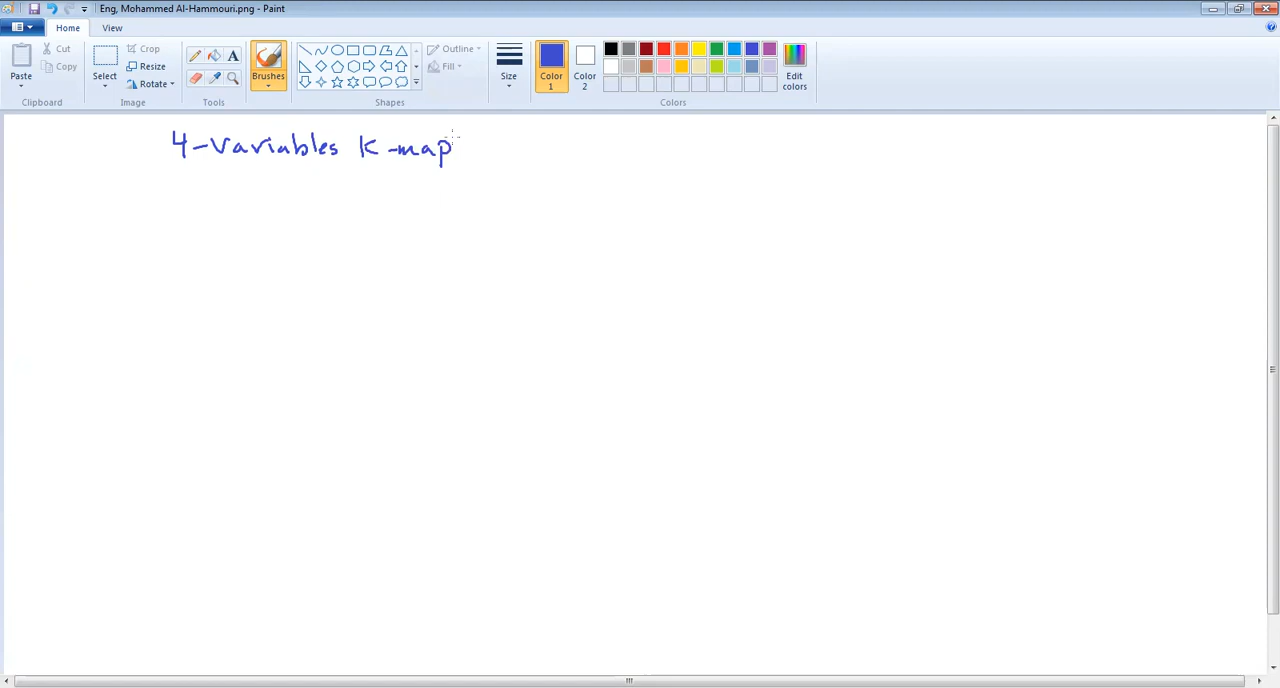 Eng, Mohammed Al-Hammouri.png - Paint
Home View
Paste
Cut
Copy
Clipboard
Select
Crop
Resize
Rotate
Image
A
Tools
Brushes
Shapes
Outline
Fill
Size
Color 1
Color 2
Edit colors
Colors
4-Variables K-map